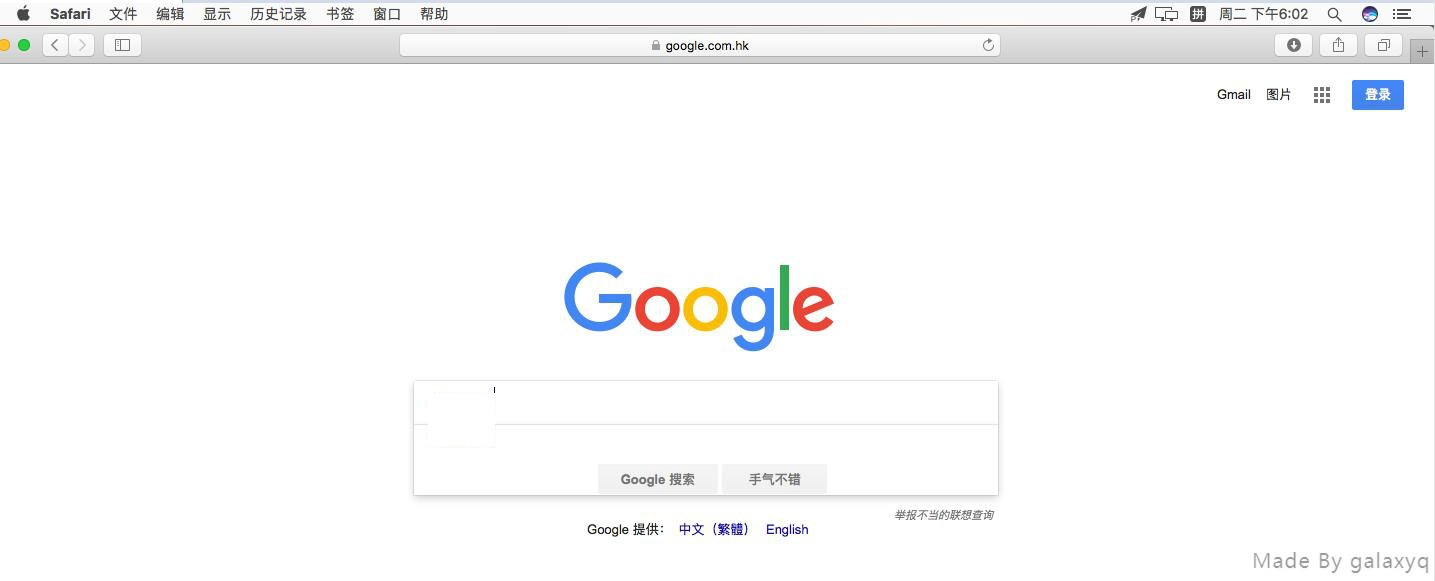 Safari 文件 编辑 显示 历史记录 书签 窗口 帮助 拼 周二 下午6:02
google.com.hk
Gmail 图片 登录
Google
Google 搜索 手气不错
举报不当的联想查询
Google 提供： 中文（繁體） English
Made By galaxyq